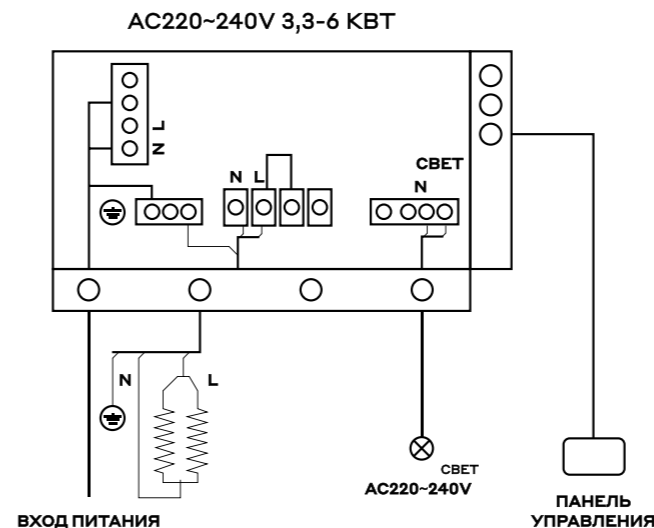 AC220~240V 3,3-6 КВТ
L
N
N L
СВЕТ
N
N
L
СВЕТ
AC220~240V
ВХОД ПИТАНИЯ
ПАНЕЛЬ
УПРАВЛЕНИЯ